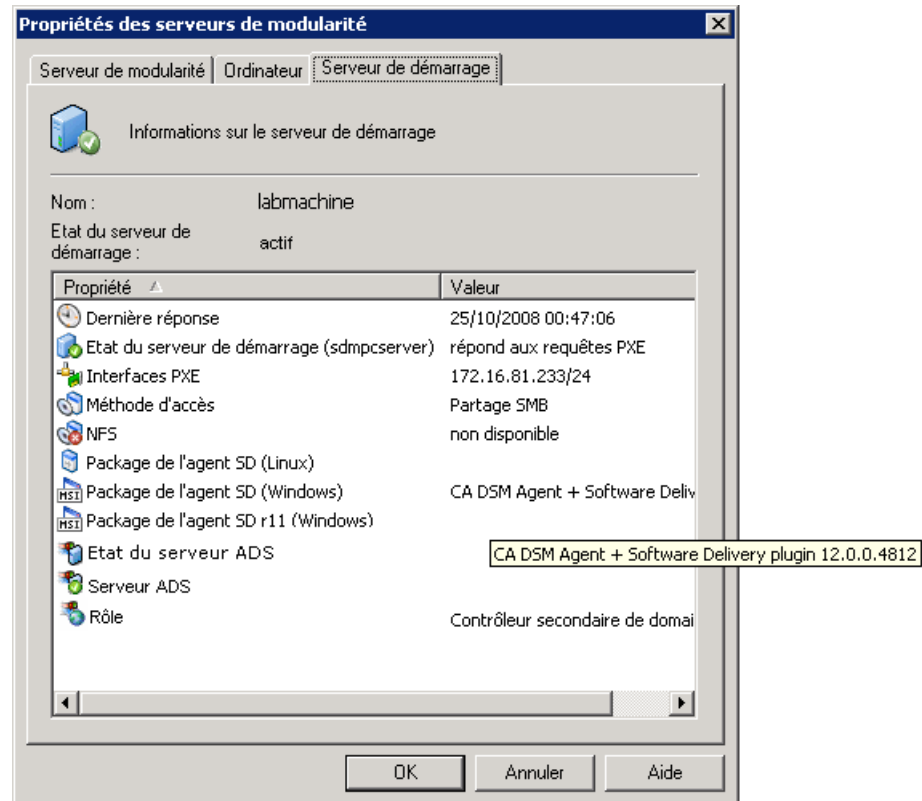 Propriétés des serveurs de modularité
Serveur de modularité Ordinateur Serveur de démarrage
Informations sur le serveur de démarrage
Nom : labmachine
Etat du serveur de
démarrage : actif
Propriété Valeur
Dernière réponse 25/10/2008 00:47:06
Etat du serveur de démarrage (sdmpcserver) répond aux requêtes PXE
Interfaces PXE 172.16.81.233/24
Méthode d'accès Partage SMB
NFS non disponible
Package de l'agent SD (Linux)
MSI Package de l'agent SD (Windows) CA DSM Agent + Software Deliv
MSI Package de l'agent SD r11 (Windows)
Etat du serveur ADS
CA DSM Agent + Software Delivery plugin 12.0.0.4812
Serveur ADS
Rôle Contrôleur secondaire de domai
OK Annuler Aide